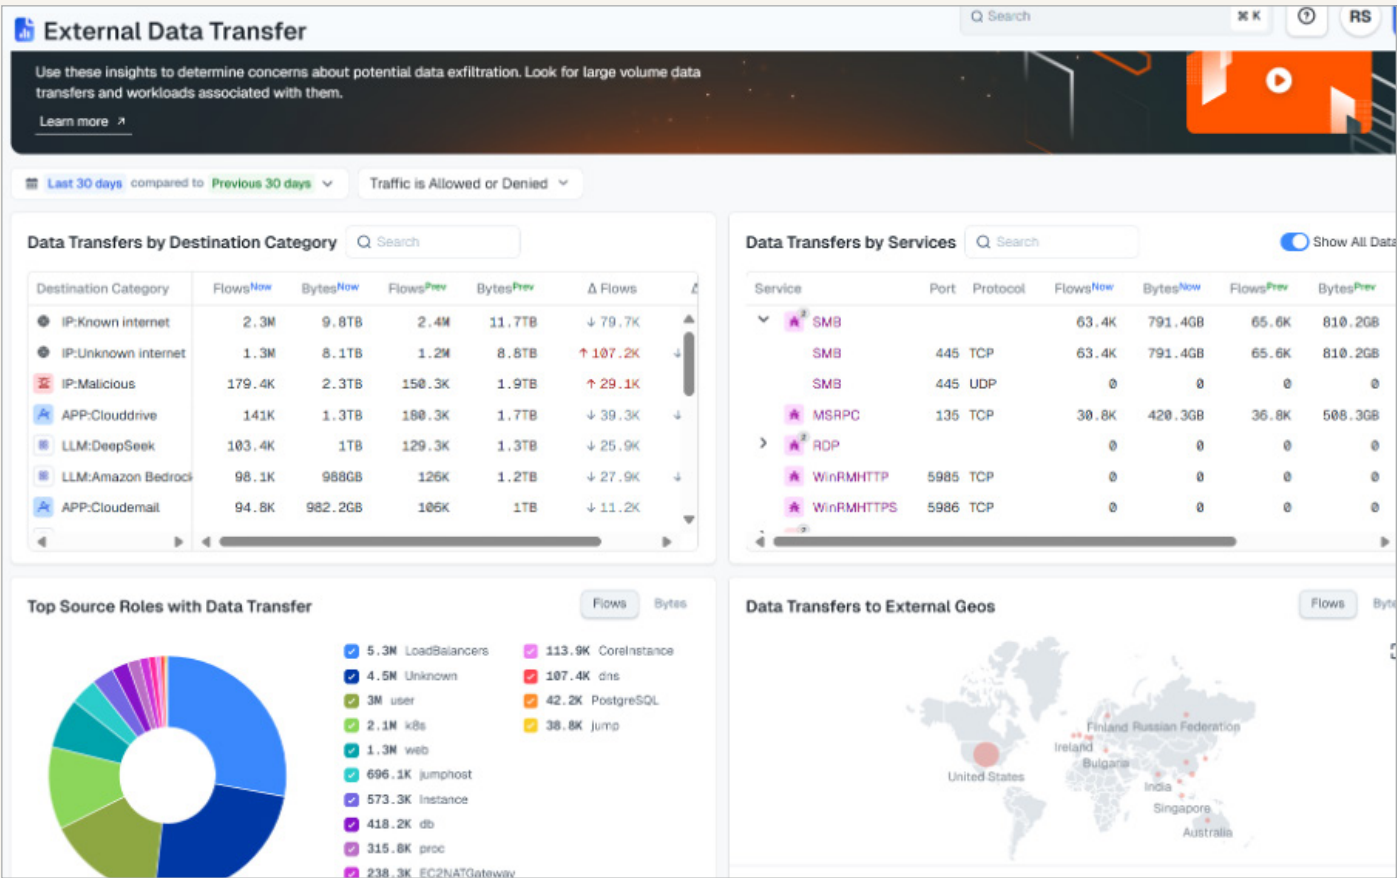 External Data Transfer
Search
⌘ K
RS
Use these insights to determine concerns about potential data exfiltration. Look for large volume data
transfers and workloads associated with them.
Learn more ↗
Last 30 days compared to Previous 30 days
Traffic is Allowed or Denied
Data Transfers by Destination Category
Search
Destination Category FlowsNow BytesNow FlowsPrev BytesPrev Δ Flows
IP:Known internet 2.3M 9.8TB 2.4M 11.7TB ↓ 79.7K
IP:Unknown internet 1.3M 8.1TB 1.2M 8.8TB ↑ 107.2K ↓
IP:Malicious 179.4K 2.3TB 150.3K 1.9TB ↑ 29.1K
APP:Clouddrive 141K 1.3TB 180.3K 1.7TB ↓ 39.3K ↓
LLM:DeepSeek 103.4K 1TB 129.3K 1.3TB ↓ 25.9K
LLM:Amazon Bedrock 98.1K 988GB 126K 1.2TB ↓ 27.9K ↓
APP:Cloudemail 94.8K 982.2GB 106K 1TB ↓ 11.2K
Data Transfers by Services
Search
Show All Data
Service Port Protocol FlowsNow BytesNow FlowsPrev BytesPrev
2 SMB 63.4K 791.4GB 65.6K 810.2GB
SMB 445 TCP 63.4K 791.4GB 65.6K 810.2GB
SMB 445 UDP 0 0 0 0
MSRPC 135 TCP 30.8K 420.3GB 36.8K 508.3GB
2 RDP 0 0 0 0
WinRMHTTP 5985 TCP 0 0 0 0
WinRMHTTPS 5986 TCP 0 0 0 0
2
Top Source Roles with Data Transfer
Flows
Bytes
5.3M LoadBalancers
4.5M Unknown
3M user
2.1M k8s
1.3M web
696.1K jumphost
573.3K Instance
418.2K db
315.8K proc
238.3K EC2NATGateway
113.9K CoreInstance
107.4K dns
42.2K PostgreSQL
38.8K jump
Data Transfers to External Geos
Flows
Byte
Finland Russian Federation
Ireland
Bulgaria
United States
India
Singapore
Australia